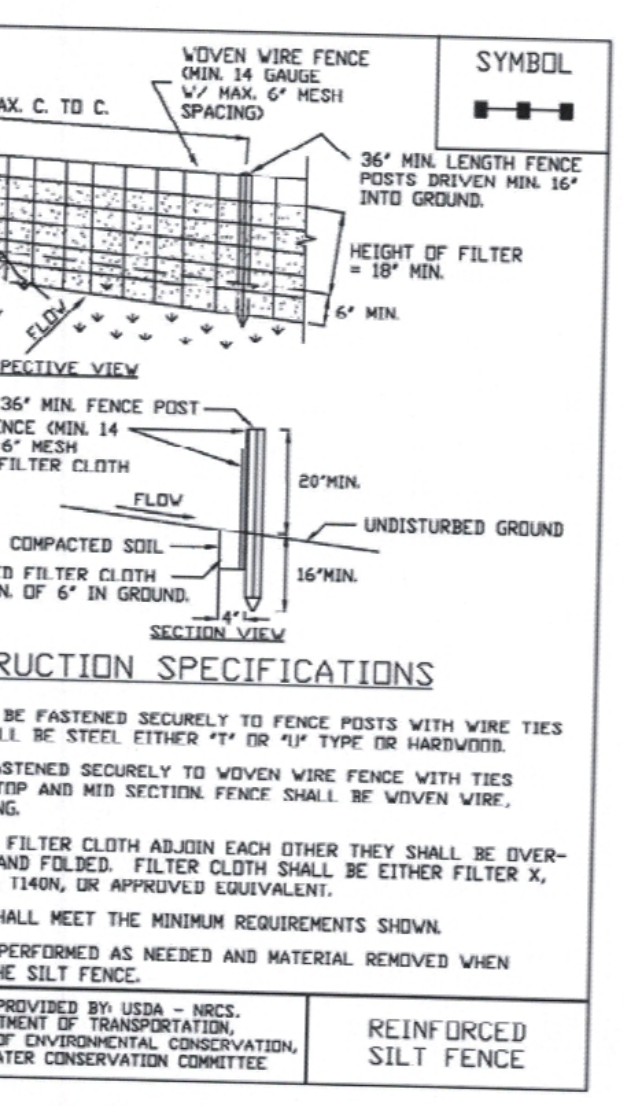 WOVEN WIRE FENCE
(MIN. 14 GAUGE
W/ MAX. 6" MESH
SPACING)
SYMBOL
AX. C. TO C.
36" MIN. LENGTH FENCE
POSTS DRIVEN MIN. 16"
INTO GROUND.
HEIGHT OF FILTER
= 18" MIN.
6" MIN.
FLOW
PECTIVE VIEW
36" MIN. FENCE POST
ENCE (MIN. 14
6" MESH
FILTER CLOTH
20"MIN.
FLOW
UNDISTURBED GROUND
COMPACTED SOIL
D FILTER CLOTH
N. OF 6" IN GROUND.
16"MIN.
4"
SECTION VIEW
RUCTION SPECIFICATIONS
BE FASTENED SECURELY TO FENCE POSTS WITH WIRE TIES
LL BE STEEL EITHER "T" OR "U" TYPE OR HARDWOOD.
ASTENED SECURELY TO WOVEN WIRE FENCE WITH TIES
TOP AND MID SECTION. FENCE SHALL BE WOVEN WIRE,
NG.
FILTER CLOTH ADJOIN EACH OTHER THEY SHALL BE OVER-
AND FOLDED. FILTER CLOTH SHALL BE EITHER FILTER X,
T140N, OR APPROVED EQUIVALENT.
HALL MEET THE MINIMUM REQUIREMENTS SHOWN.
PERFORMED AS NEEDED AND MATERIAL REMOVED WHEN
HE SILT FENCE.
PROVIDED BY: USDA - NRCS,
TMENT OF TRANSPORTATION,
OF ENVIRONMENTAL CONSERVATION,
ATER CONSERVATION COMMITTEE
REINFORCED
SILT FENCE